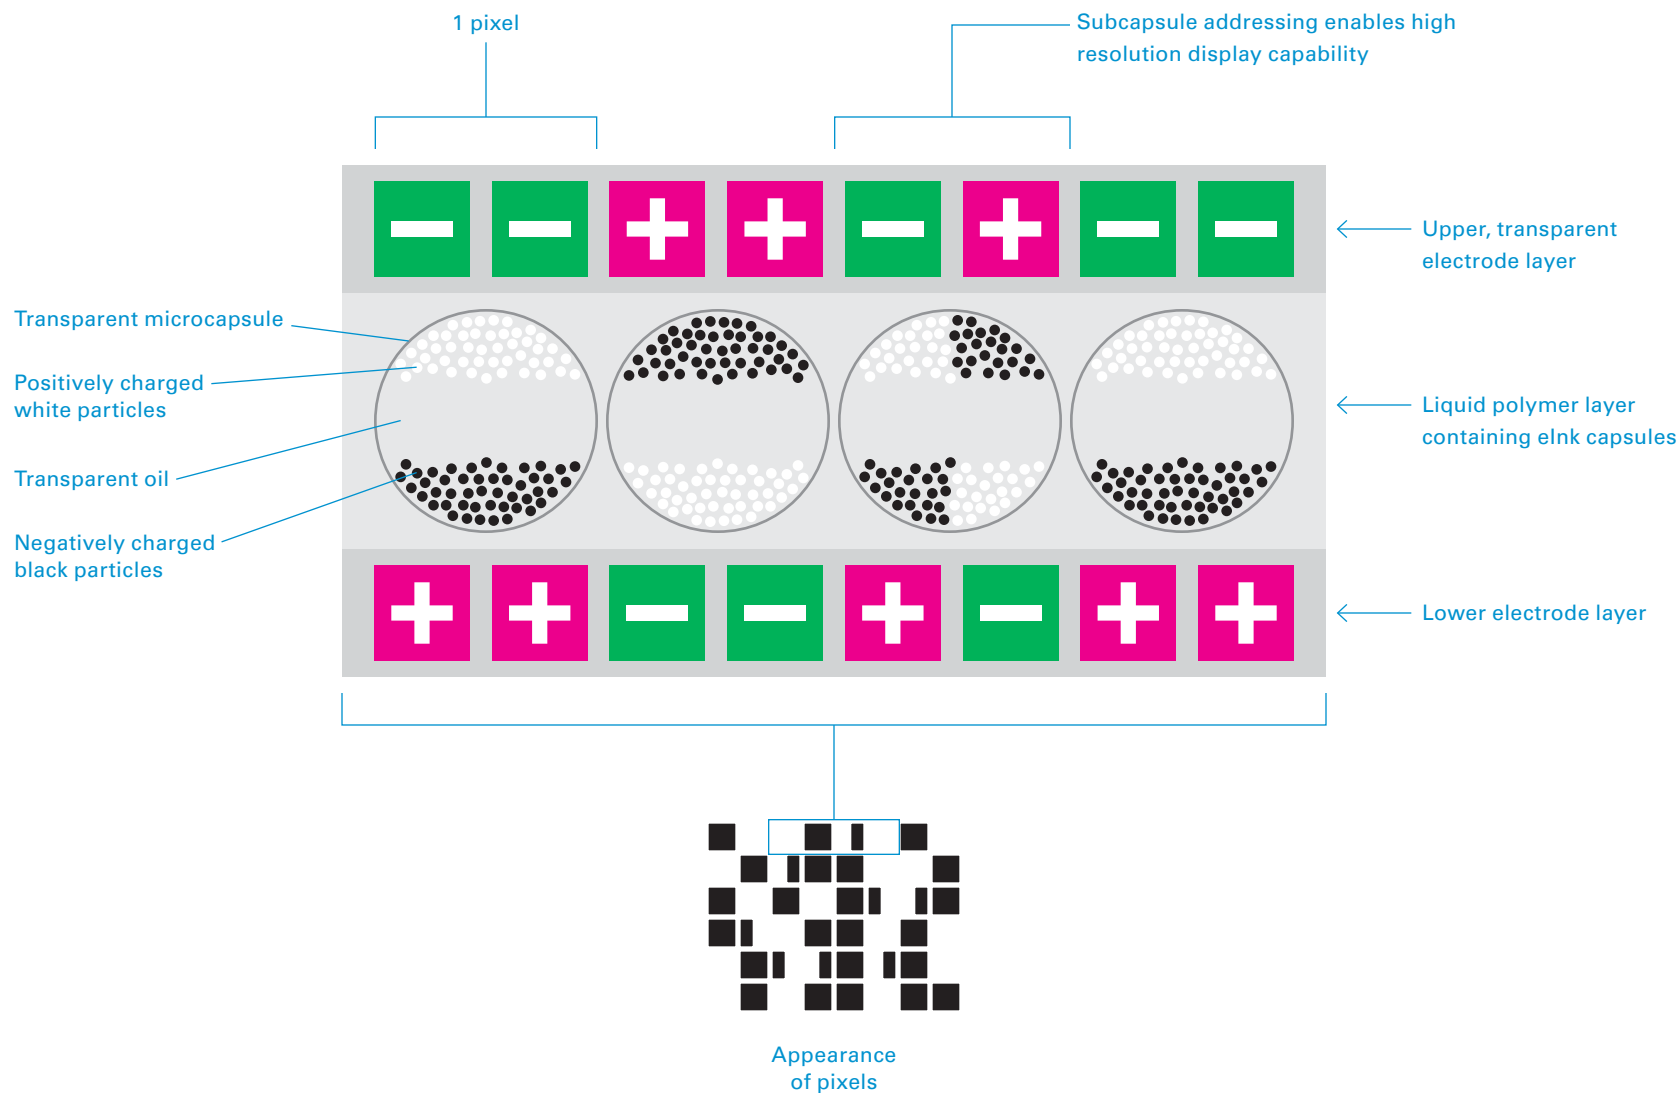 1 pixel
Subcapsule addressing enables high
resolution display capability
Upper, transparent
electrode layer
Transparent microcapsule
Positively charged
white particles
Liquid polymer layer
containing eInk capsules
Transparent oil
Negatively charged
black particles
Lower electrode layer
Appearance
of pixels